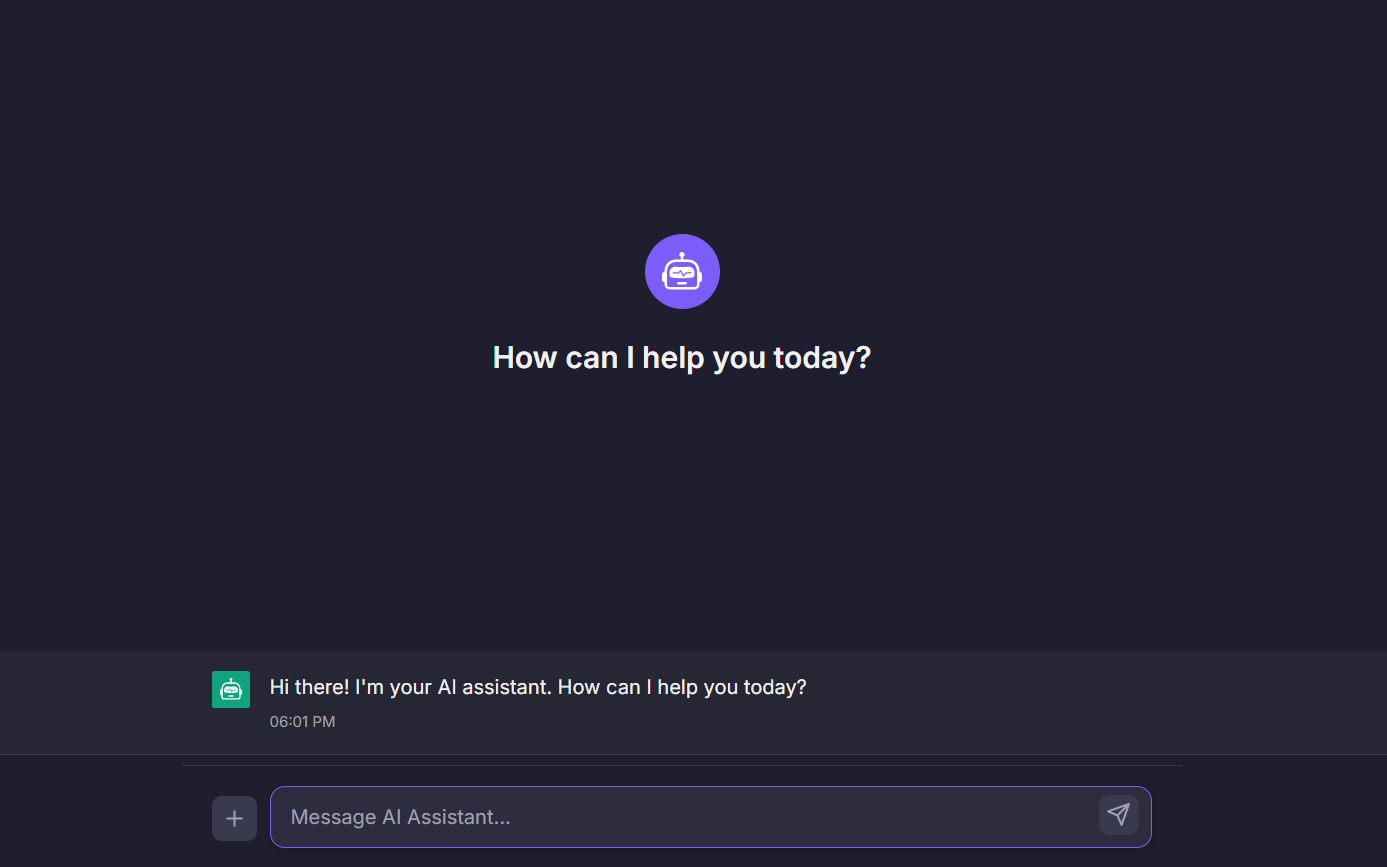 How can I help you today?
Hi there! I'm your AI assistant. How can I help you today?
06:01 PM
Message AI Assistant...